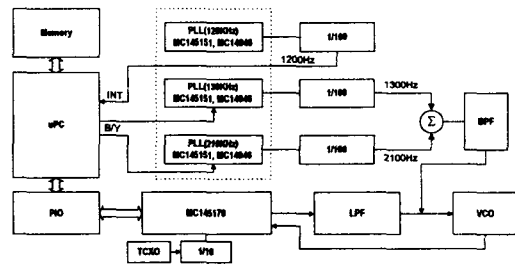 Memory
PLL(120KHz)
MC145151, MC14046
1/100
1200Hz
INT
uPC
PLL(130KHz)
MC145151, MC14046
1/100
1300Hz
Σ
BPF
B/Y
PLL(210KHz)
MC145151, MC14046
1/100
2100Hz
PIO
MC145170
LPF
VCO
TCXO
1/10